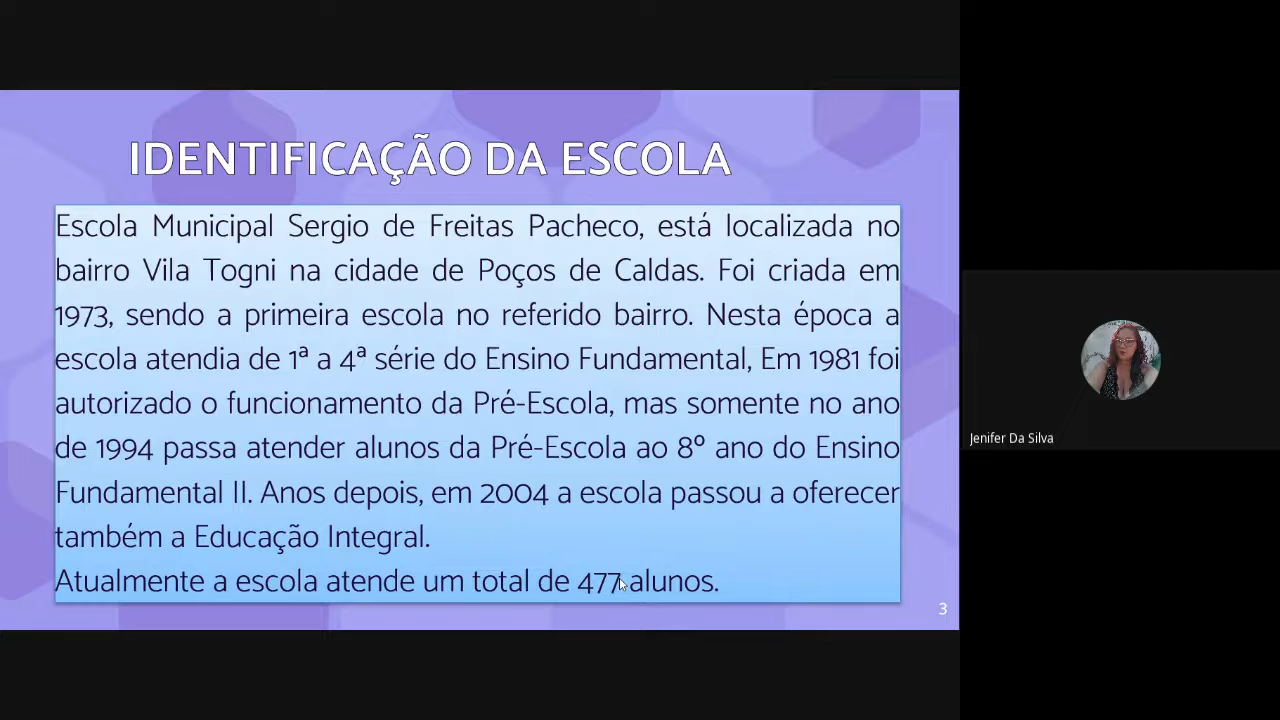 IDENTIFICAÇÃO DA ESCOLA
Escola Municipal Sergio de Freitas Pacheco, está localizada no
bairro Vila Togni na cidade de Poços de Caldas. Foi criada em
1973, sendo a primeira escola no referido bairro. Nesta época a
escola atendia de 1ª a 4ª série do Ensino Fundamental, Em 1981 foi
autorizado o funcionamento da Pré-Escola, mas somente no ano
de 1994 passa atender alunos da Pré-Escola ao 8º ano do Ensino
Fundamental II. Anos depois, em 2004 a escola passou a oferecer
também a Educação Integral.
Atualmente a escola atende um total de 477 alunos.
3
Jenifer Da Silva